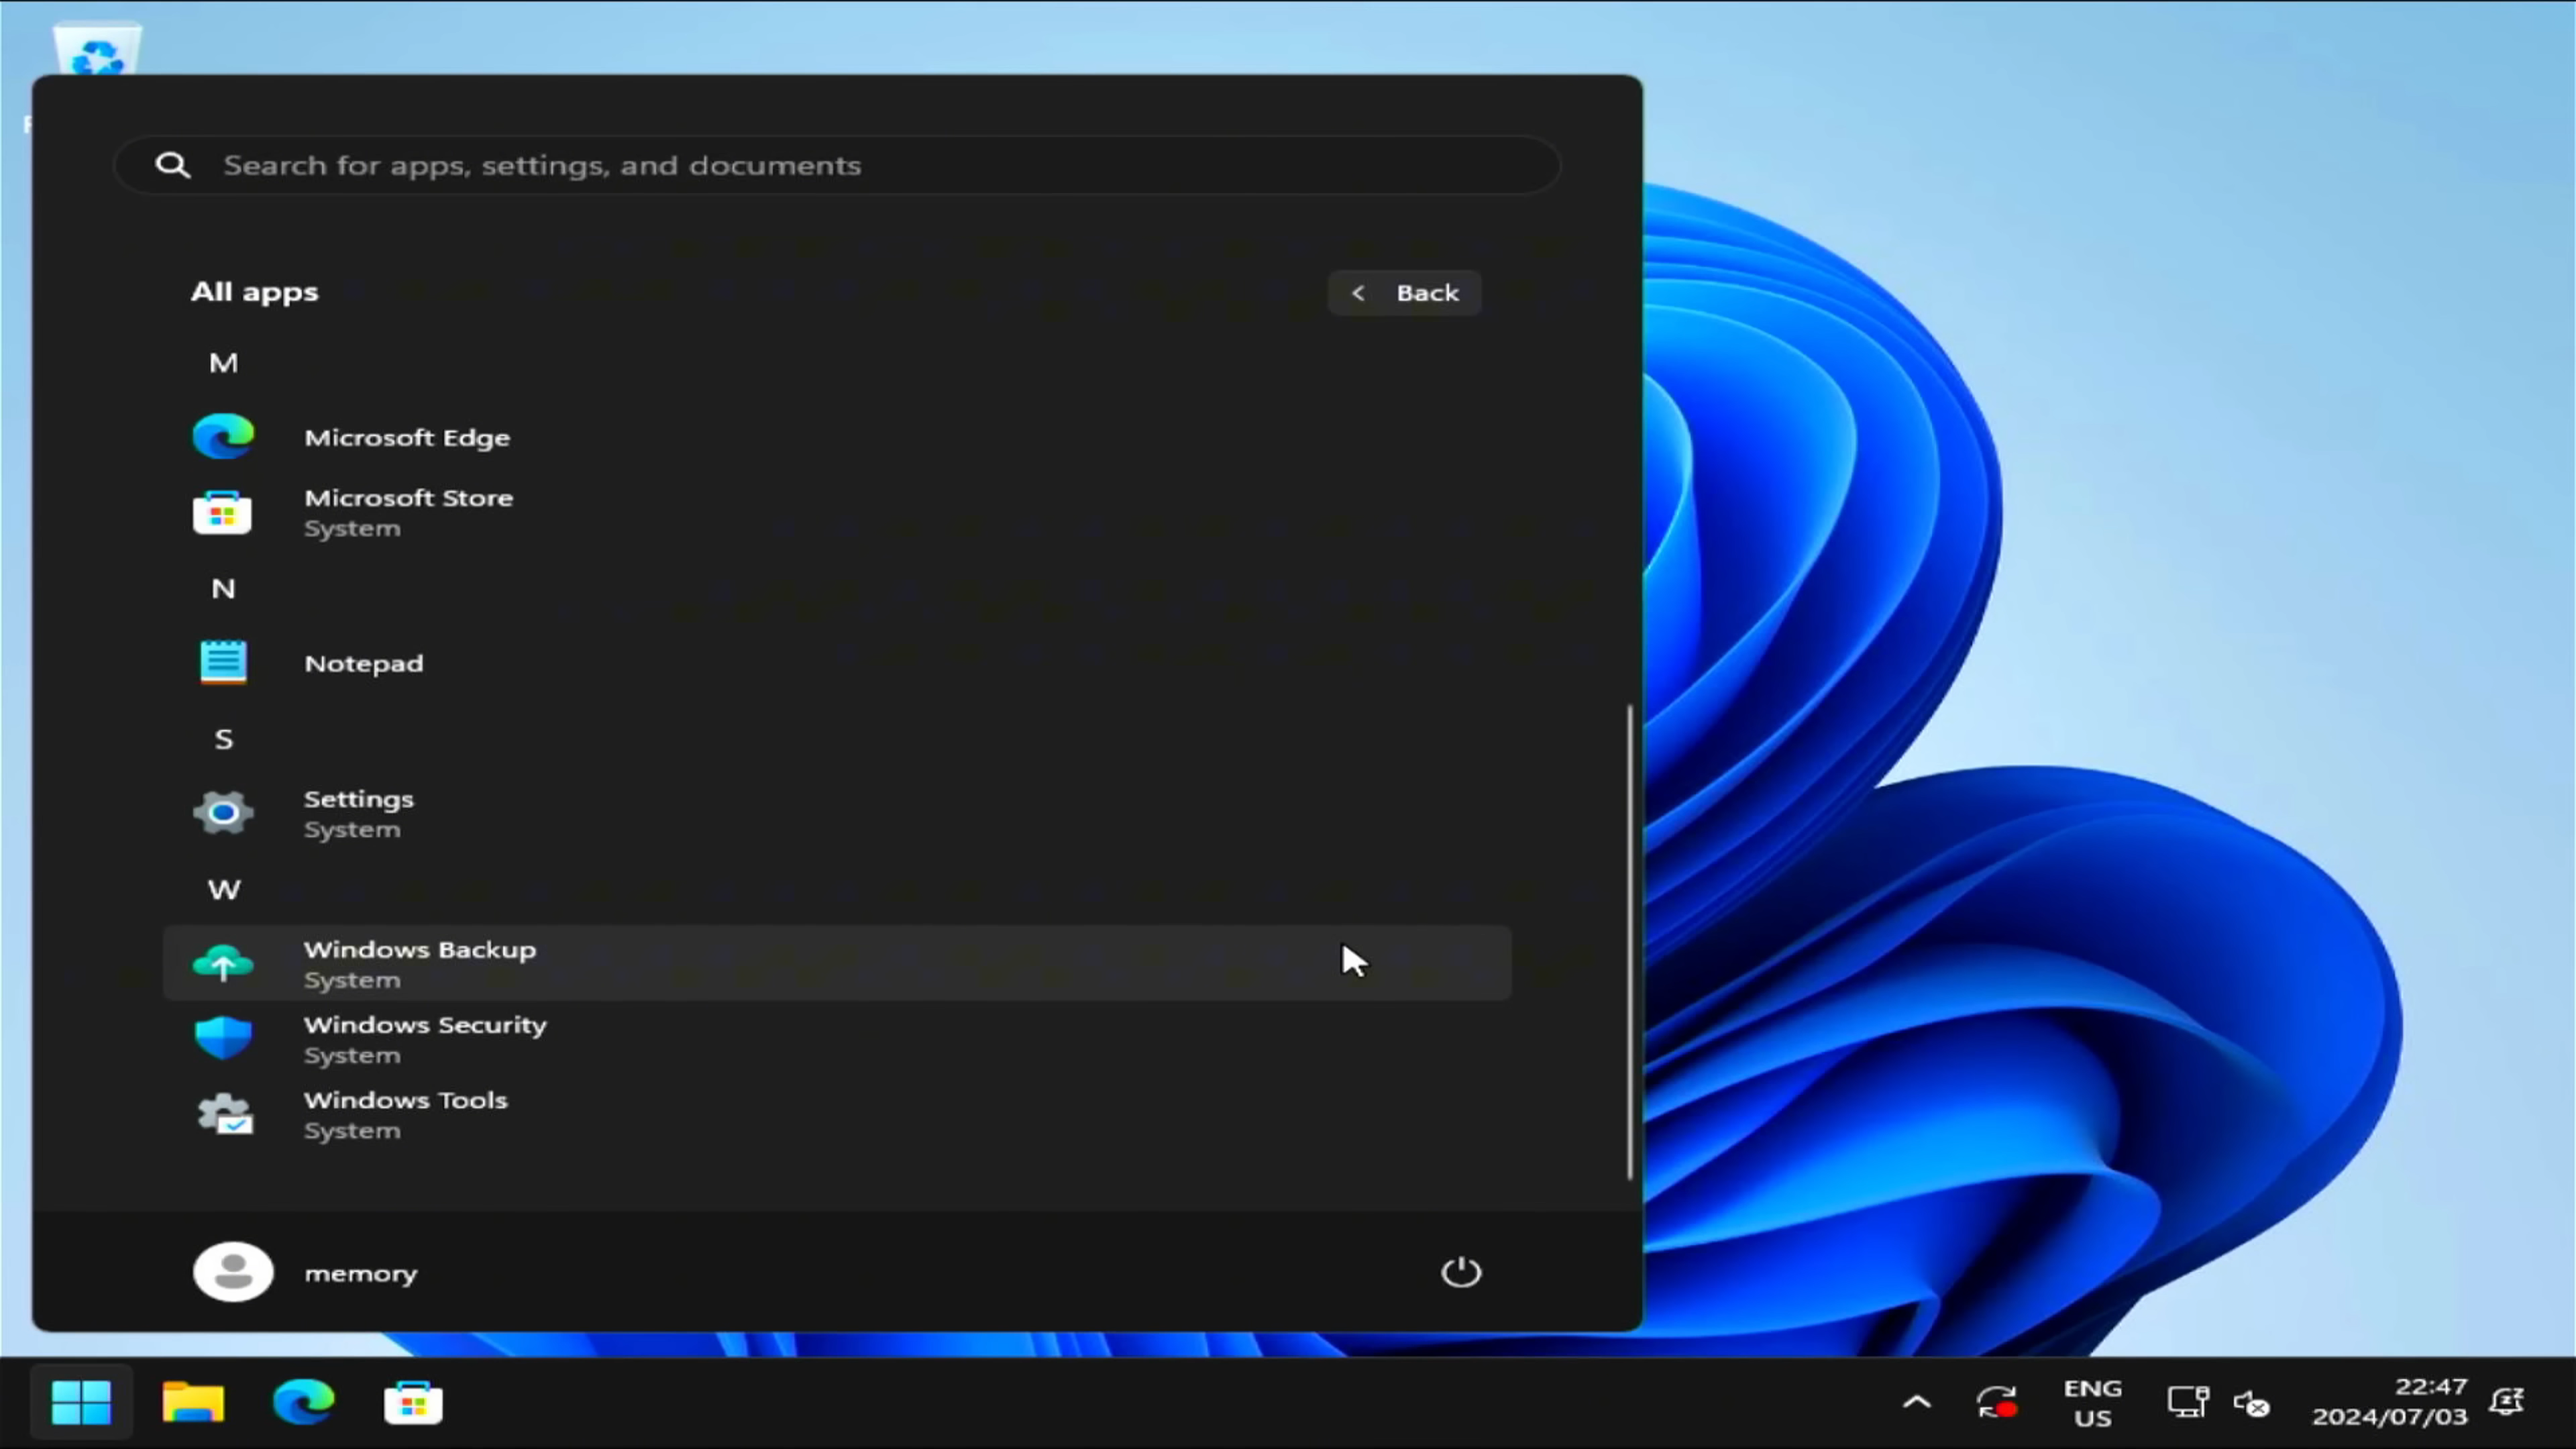 Search for apps, settings, and documents
All apps
Back
M
Microsoft Edge
Microsoft Store
System
N
Notepad
S
Settings
System
W
Windows Backup
System
Windows Security
System
Windows Tools
System
memory
ENG
US
22:47
2024/07/03